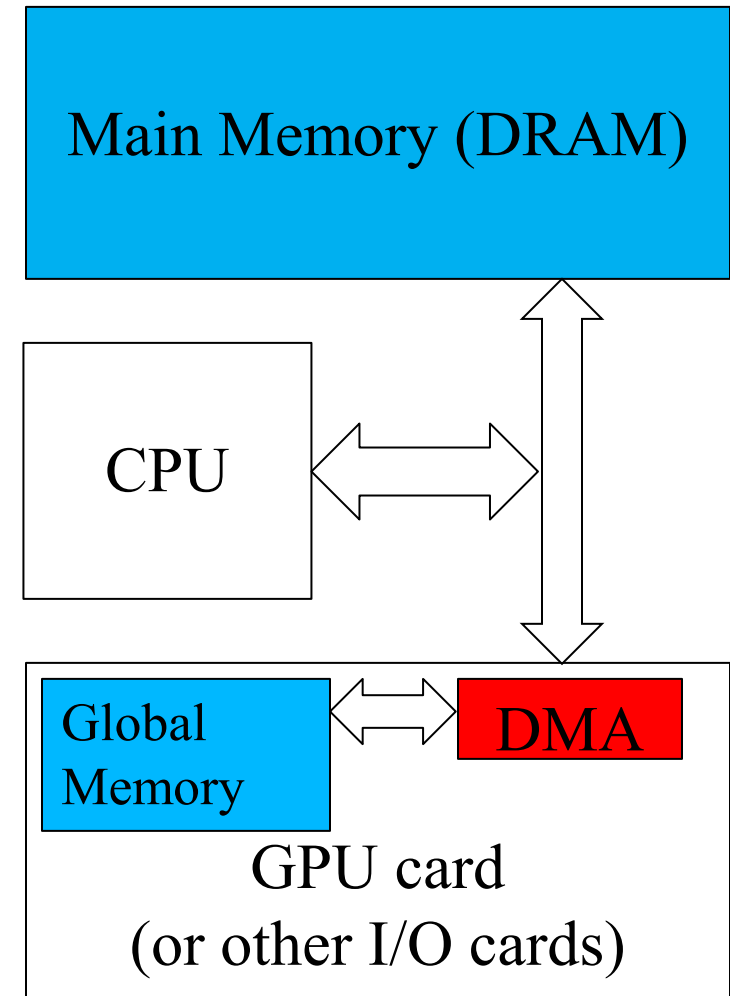 Main Memory (DRAM)
CPU
Global
Memory
DMA
GPU card
(or other I/O cards)